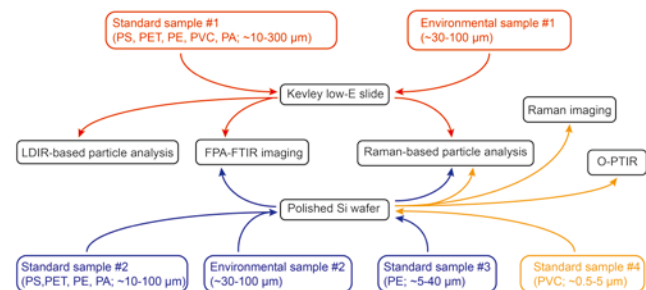 Standard sample #1
(PS, PET, PE, PVC, PA; ~10-300 µm)
Environmental sample #1
(~30-100 µm)
Kevley low-E slide
Raman imaging
LDIR-based particle analysis
FPA-FTIR imaging
Raman-based particle analysis
O-PTIR
Polished Si wafer
Standard sample #2
(PS,PET, PE, PA; ~10-100 µm)
Environmental sample #2
(~30-100 µm)
Standard sample #3
(PE; ~5-40 µm)
Standard sample #4
(PVC; ~0.5-5 µm)